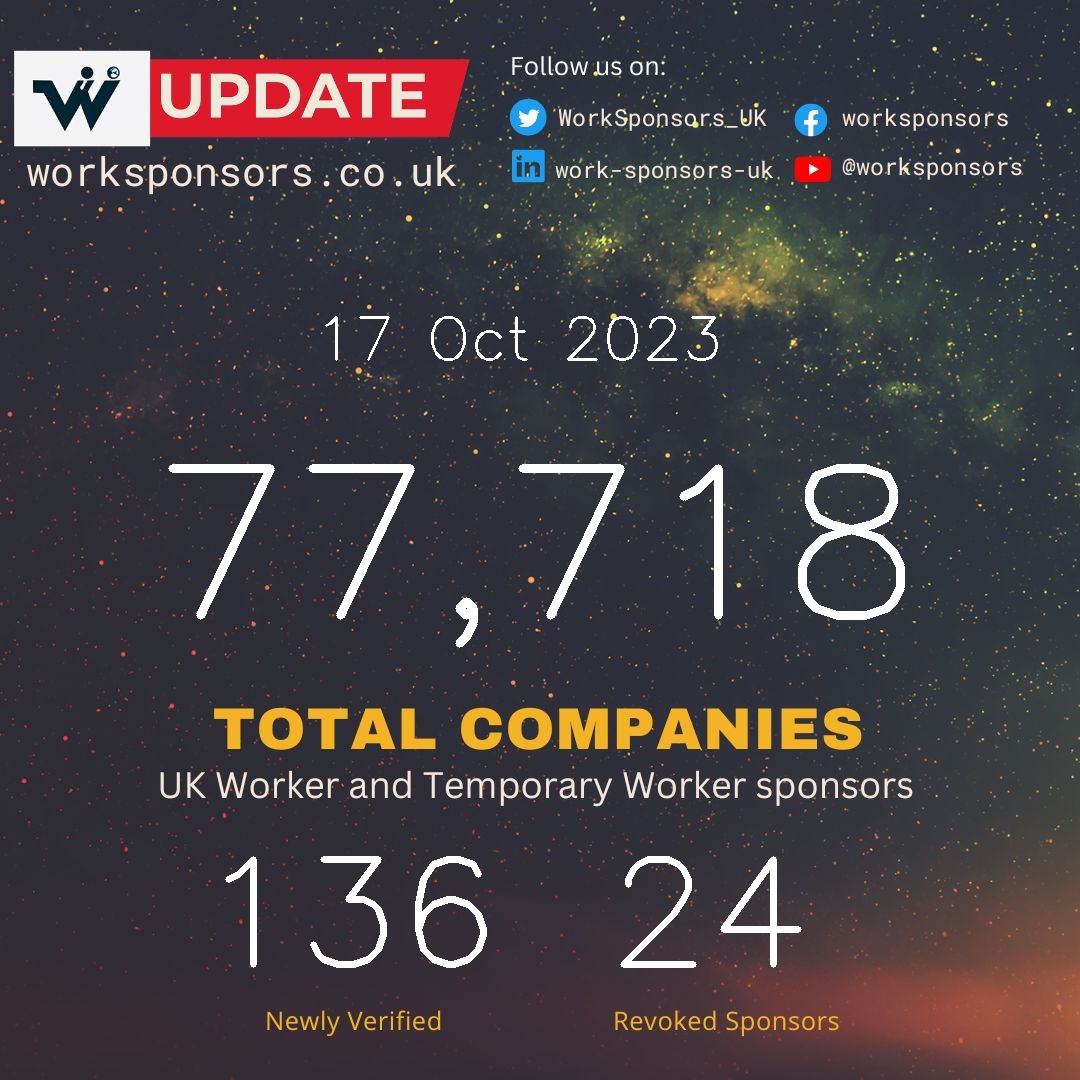 UPDATE
worksponsors.co.uk
Follow us on:
WorkSponsors_UK
worksponsors
work-sponsors-uk
@worksponsors
17 Oct 2023
77,718
TOTAL COMPANIES
UK Worker and Temporary Worker sponsors
136 24
Newly Verified Revoked Sponsors